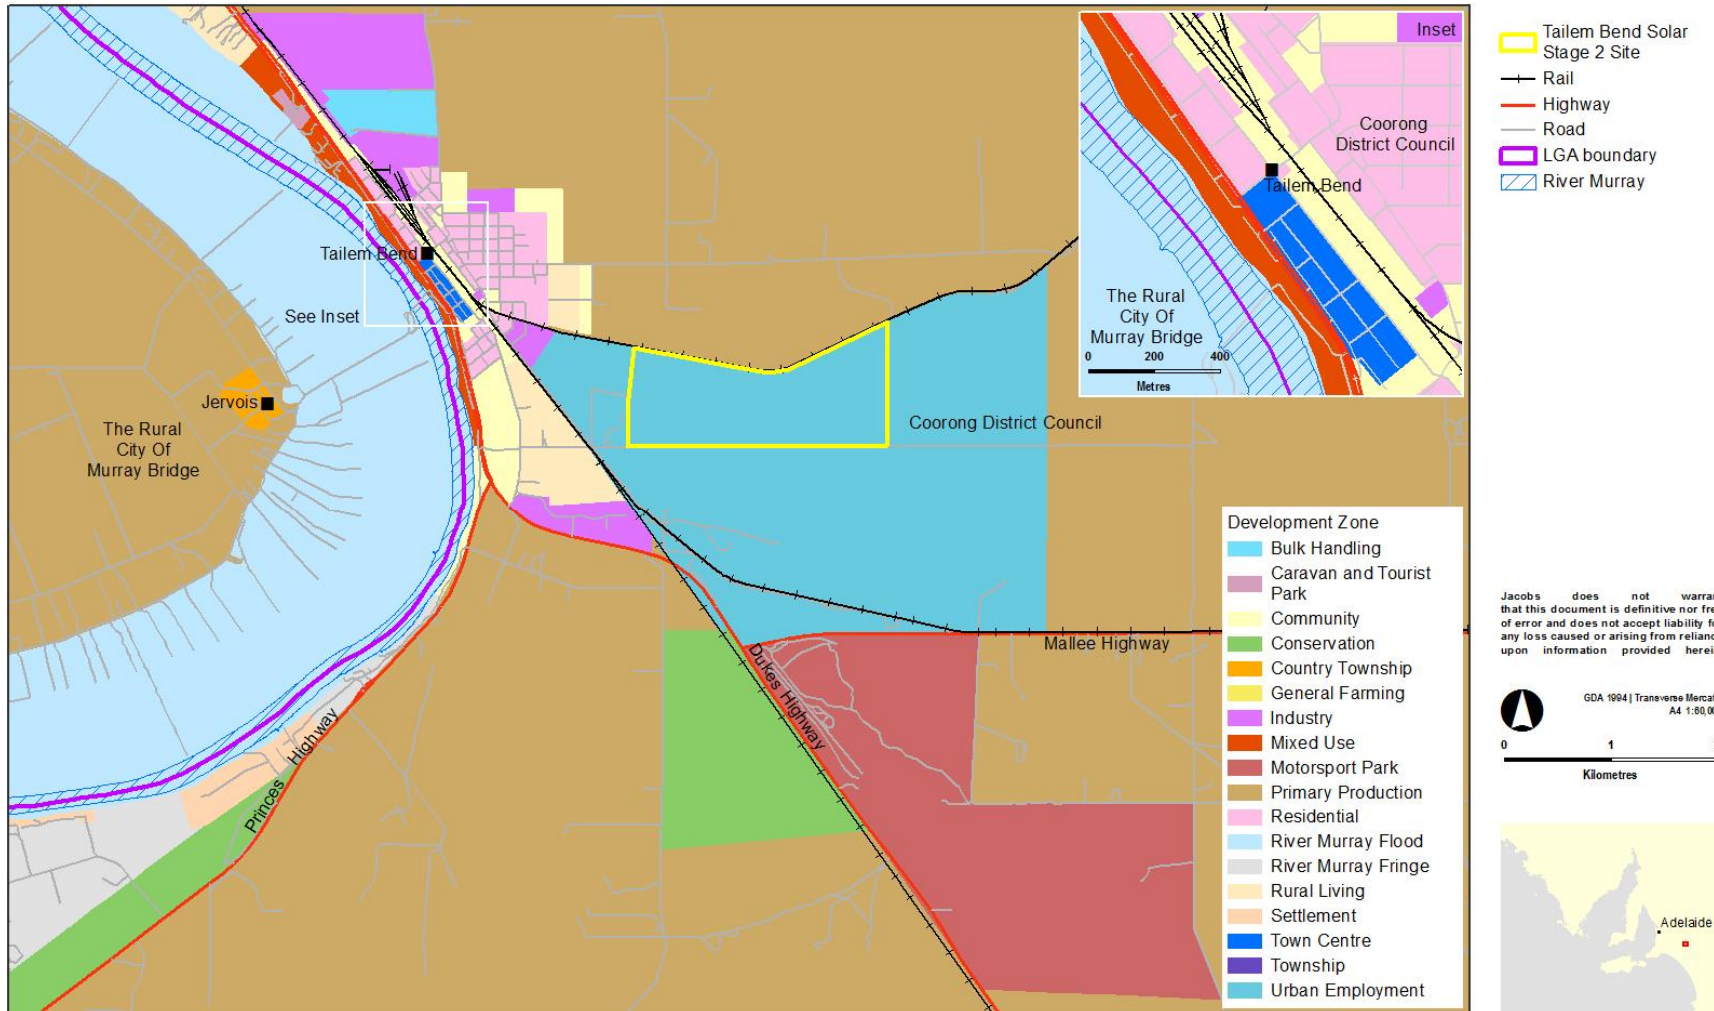 Tailem Bend
See Inset
Jervois
The Rural
City Of
Murray Bridge
Coorong District Council
Mallee Highway
Dukes Highway
Princes Highway
Inset
Coorong
District Council
Tailem Bend
The Rural
City Of
Murray Bridge
0 200 400
Metres
Development Zone
Bulk Handling
Caravan and Tourist
Park
Community
Conservation
Country Township
General Farming
Industry
Mixed Use
Motorsport Park
Primary Production
Residential
River Murray Flood
River Murray Fringe
Rural Living
Settlement
Town Centre
Township
Urban Employment
Tailem Bend Solar
Stage 2 Site
Rail
Highway
Road
LGA boundary
River Murray
Jacobs does not
that this document is definitive nor
of error and does not accept liability
any loss caused or arising from
upon information provided
GDA 1994 | Transverse
A4
0 1
Kilometres
Adelaide